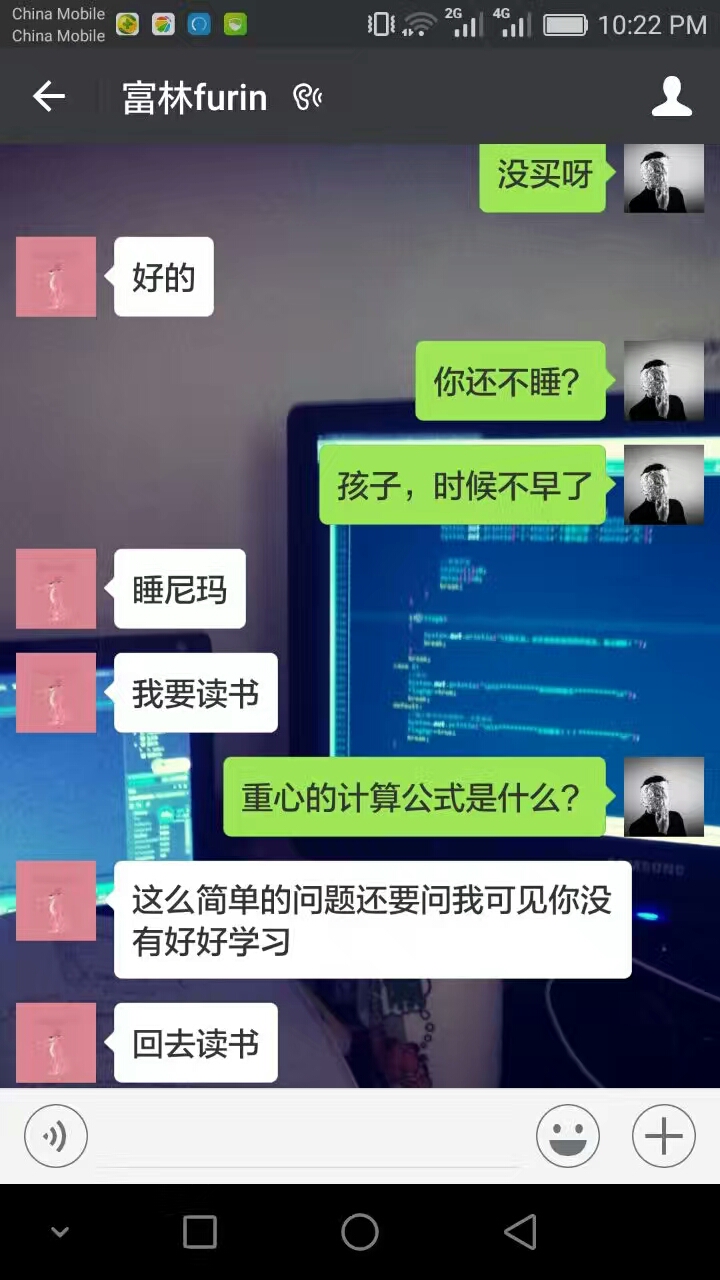 China Mobile
China Mobile
2G
4G
10:22 PM
富林furin
没买呀
好的
你还不睡?
孩子，时候不早了
睡尼玛
我要读书
重心的计算公式是什么?
这么简单的问题还要问我可见你没
有好好学习
回去读书
SAMSUNG